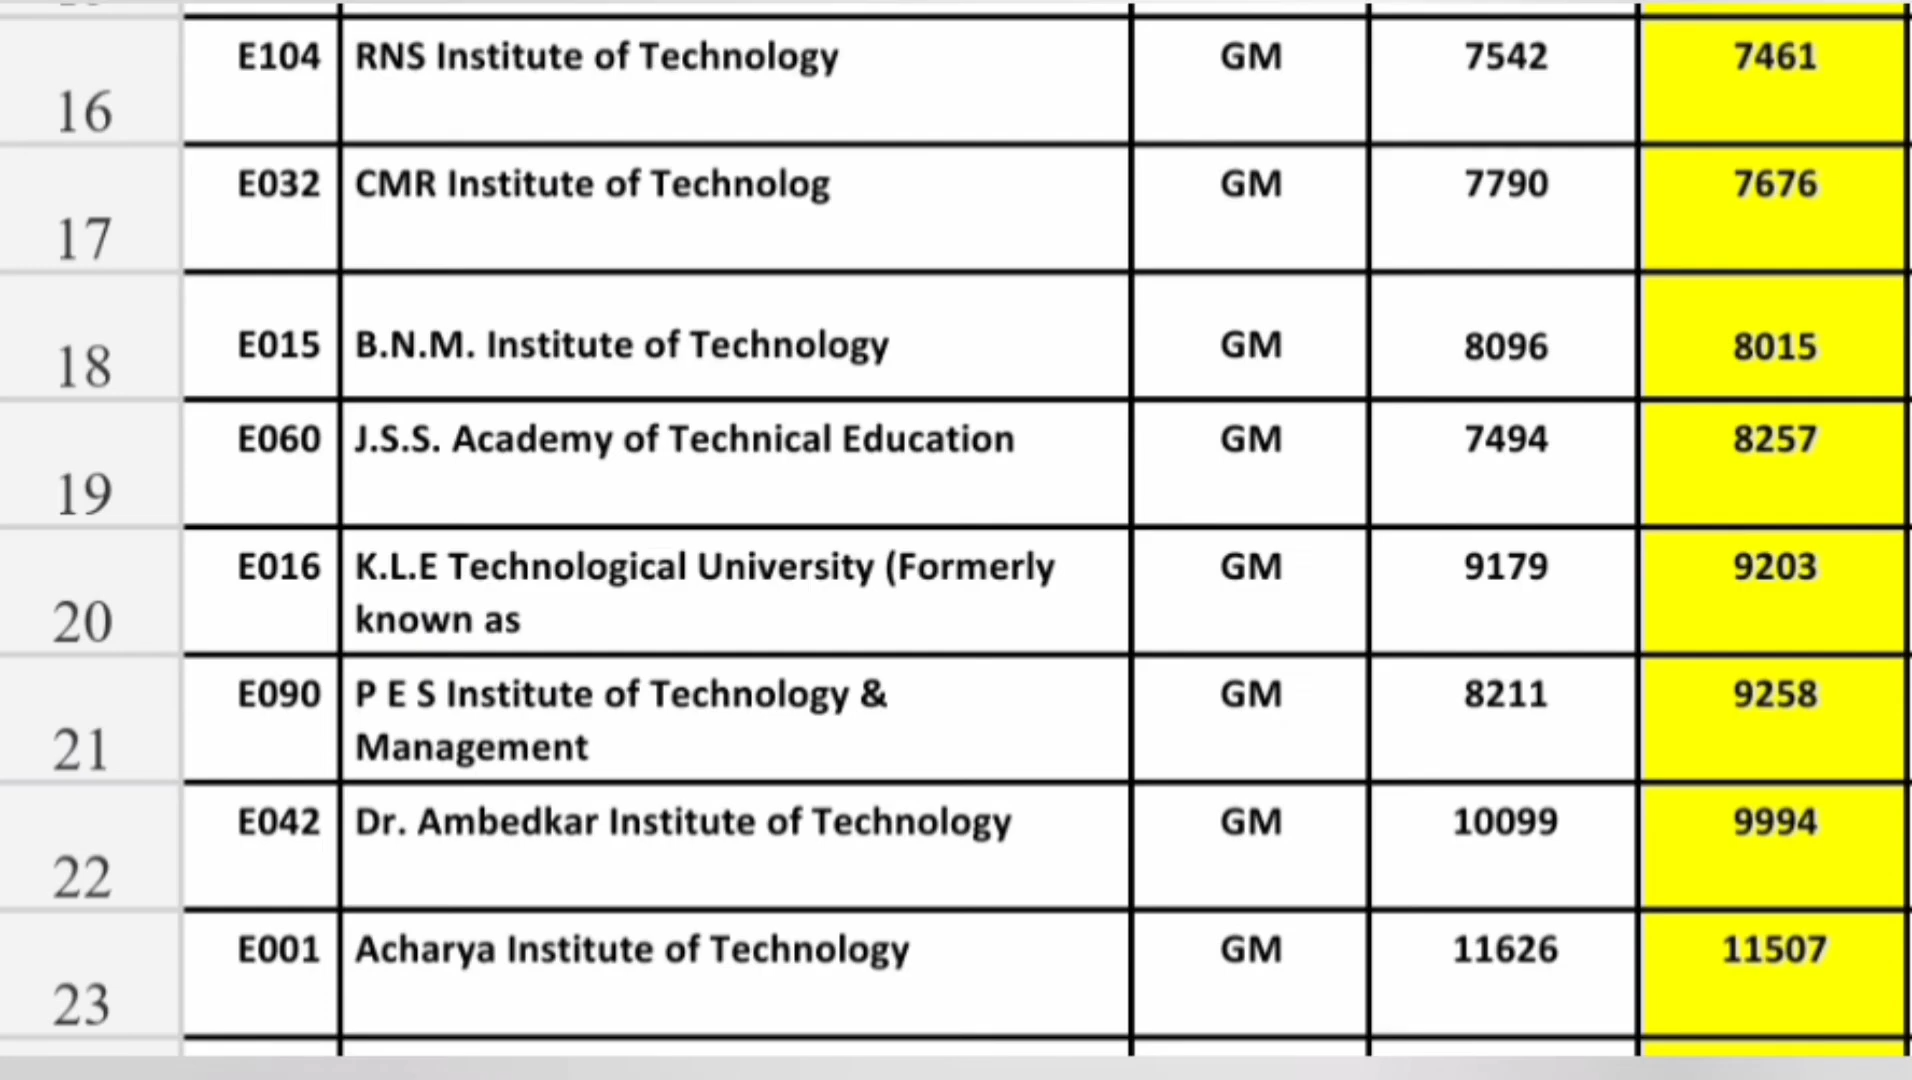 16 E104 RNS Institute of Technology GM 7542 7461
17 E032 CMR Institute of Technolog GM 7790 7676
18 E015 B.N.M. Institute of Technology GM 8096 8015
19 E060 J.S.S. Academy of Technical Education GM 7494 8257
20 E016 K.L.E Technological University (Formerly GM 9179 9203
known as
21 E090 P E S Institute of Technology & GM 8211 9258
Management
22 E042 Dr. Ambedkar Institute of Technology GM 10099 9994
23 E001 Acharya Institute of Technology GM 11626 11507